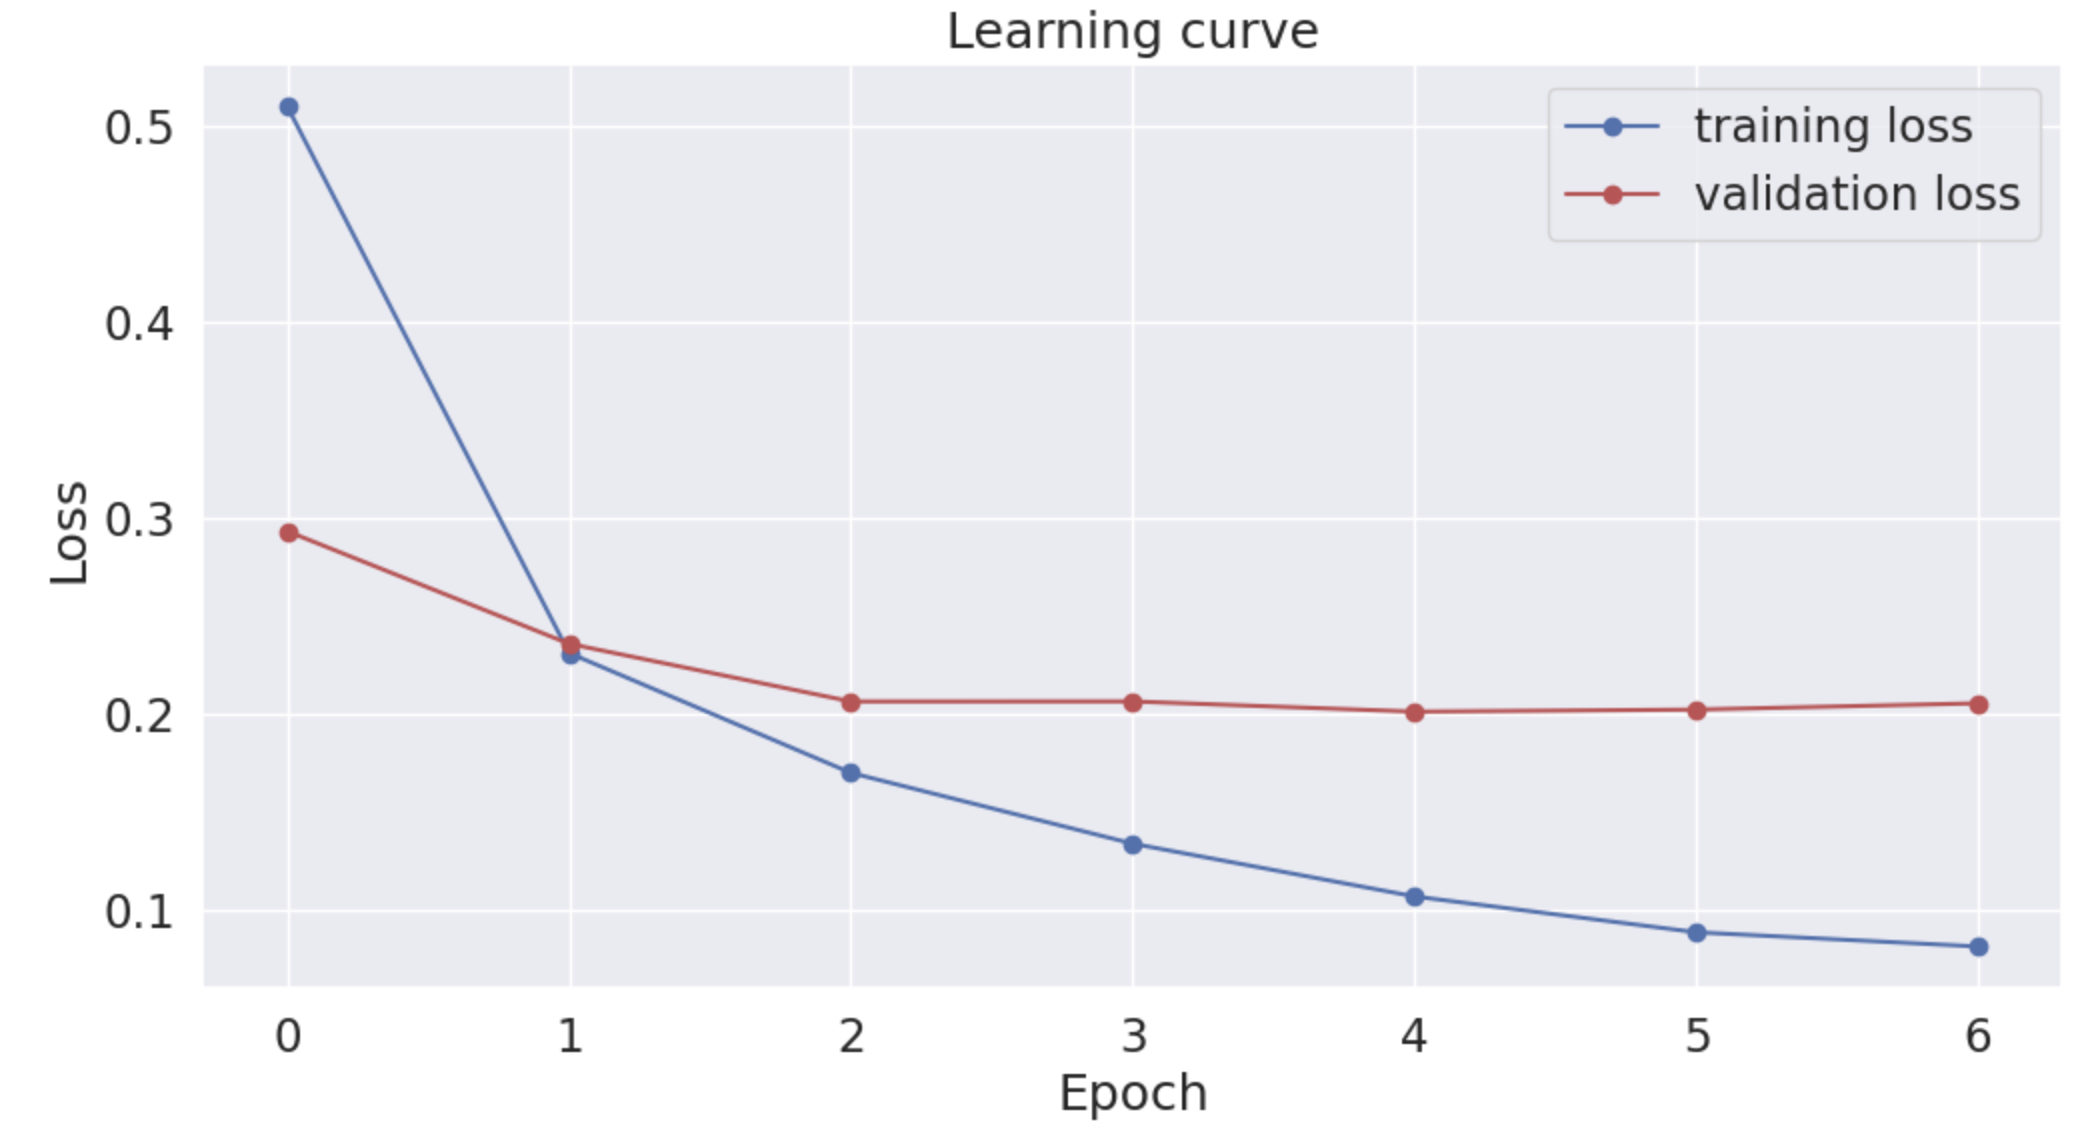 Learning curve
training loss
validation loss
0.5
0.4
0.3
0.2
0.1
Loss
0 1 2 3 4 5 6
Epoch